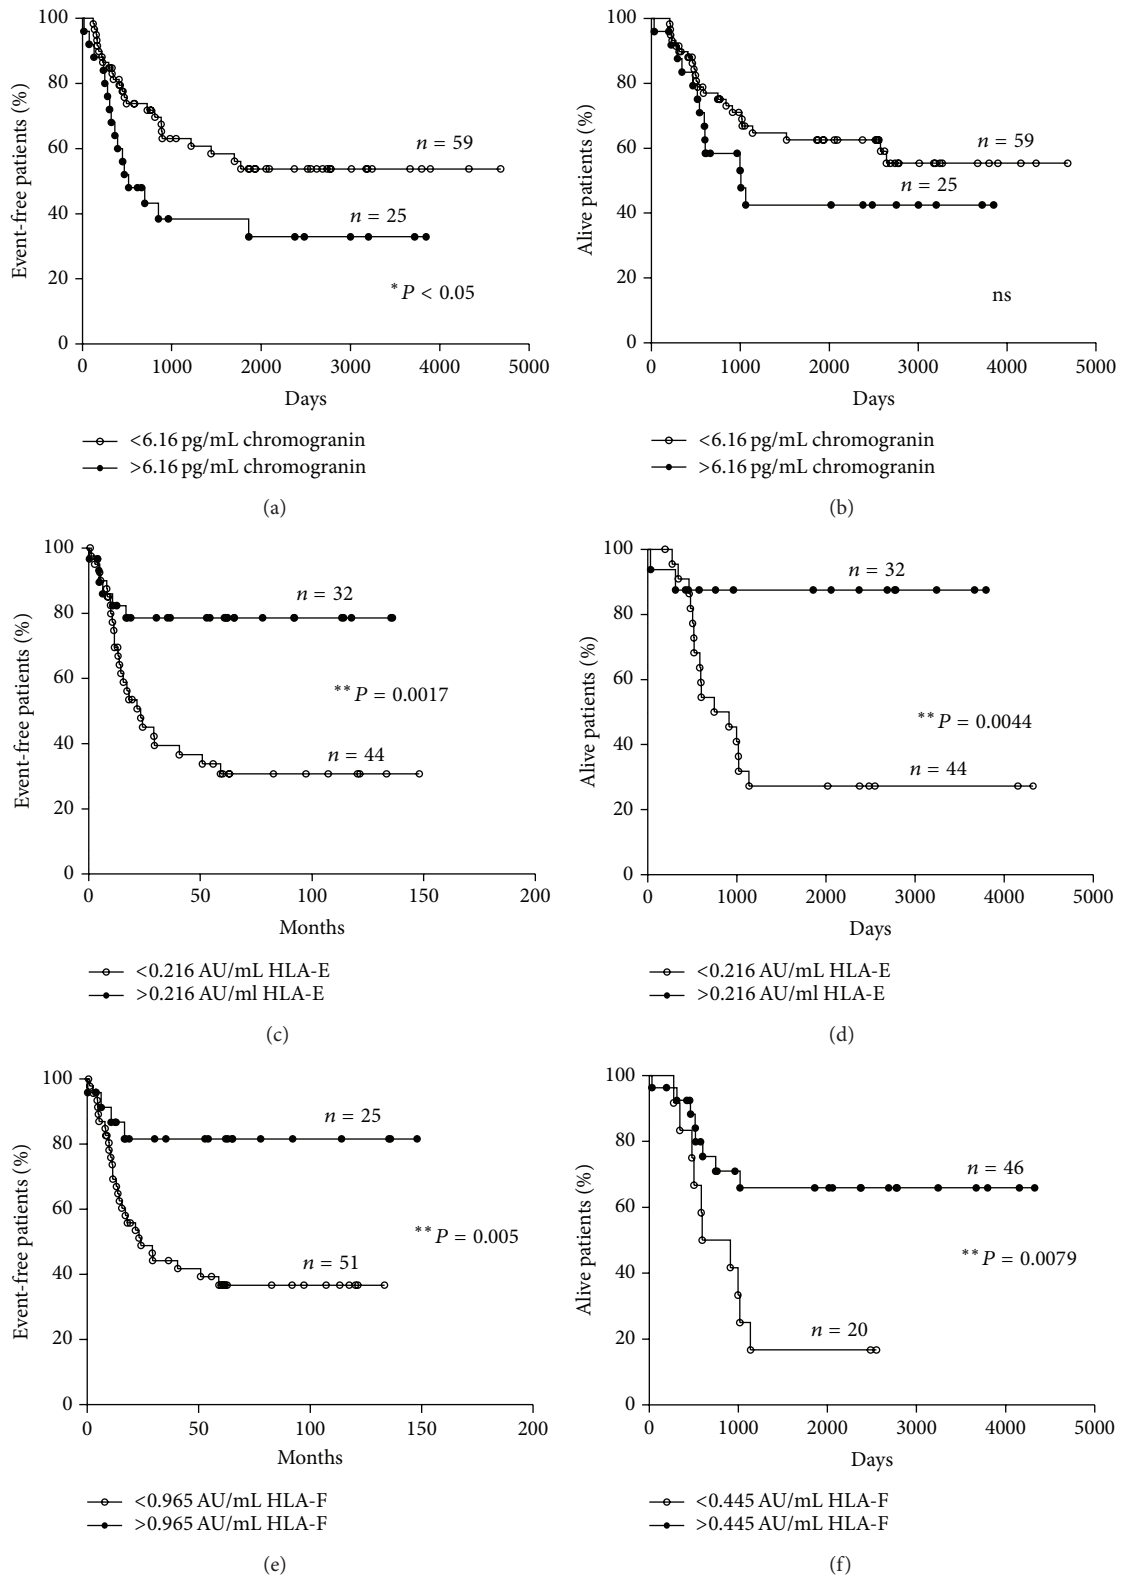 Event-free patients (%)
100
80
60
40
20
0
n = 59
n = 25
*P < 0.05
0 1000 2000 3000 4000 5000
Days
<6.16 pg/mL chromogranin
>6.16 pg/mL chromogranin
(a)
Alive patients (%)
100
80
60
40
20
0
n = 59
n = 25
ns
0 1000 2000 3000 4000 5000
Days
<6.16 pg/mL chromogranin
>6.16 pg/mL chromogranin
(b)
Event-free patients (%)
100
80
60
40
20
0
n = 32
**P = 0.0017
n = 44
0 50 100 150 200
Months
<0.216 AU/mL HLA-E
>0.216 AU/ml HLA-E
(c)
Alive patients (%)
100
80
60
40
20
0
n = 32
**P = 0.0044
n = 44
0 1000 2000 3000 4000 5000
Days
<0.216 AU/mL HLA-E
>0.216 AU/ml HLA-E
(d)
Event-free patients (%)
100
80
60
40
20
0
n = 25
**P = 0.005
n = 51
0 50 100 150 200
Months
<0.965 AU/mL HLA-F
>0.965 AU/mL HLA-F
(e)
Alive patients (%)
100
80
60
40
20
0
n = 46
**P = 0.0079
n = 20
0 1000 2000 3000 4000 5000
Days
<0.445 AU/mL HLA-F
>0.445 AU/mL HLA-F
(f)